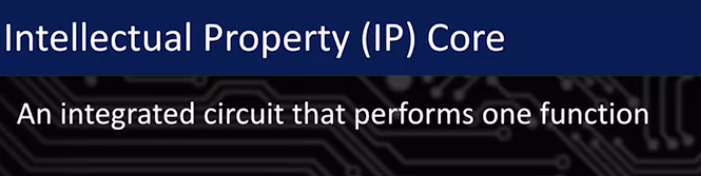 Intellectual Property (IP) Core
An integrated circuit that performs one function